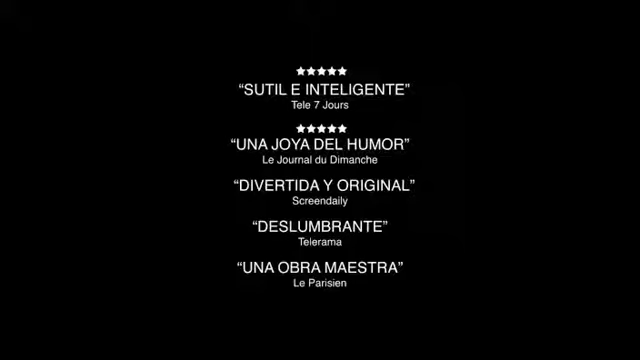 ★★★★★
“SUTIL E INTELIGENTE”
Tele 7 Jours
★★★★★
“UNA JOYA DEL HUMOR”
Le Journal du Dimanche
“DIVERTIDA Y ORIGINAL”
Screendaily
“DESLUMBRANTE”
Telerama
“UNA OBRA MAESTRA”
Le Parisien